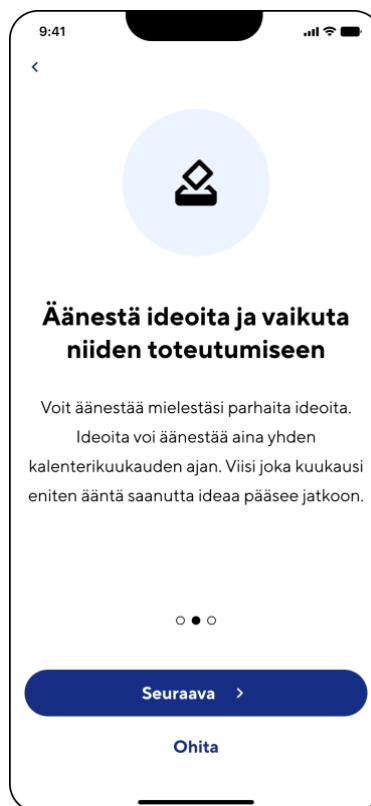 9:41
Äänestä ideoita ja vaikuta
niiden toteutumiseen
Voit äänestää mielestäsi parhaita ideoita.
Ideoita voi äänestää aina yhden
kalenterikuukauden ajan. Viisi joka kuukausi
eniten ääntä saanutta ideaa pääsee jatkoon.
Seuraava
Ohita